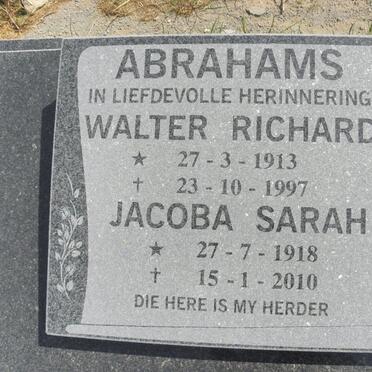 ABRAHAMS
IN LIEFDEVOLLE HERINNERING
WALTER RICHARD
★ 27 - 3 - 1913
† 23 - 10 - 1997
JACOBA SARAH
★ 27 - 7 - 1918
† 15 - 1 - 2010
DIE HERE IS MY HERDER